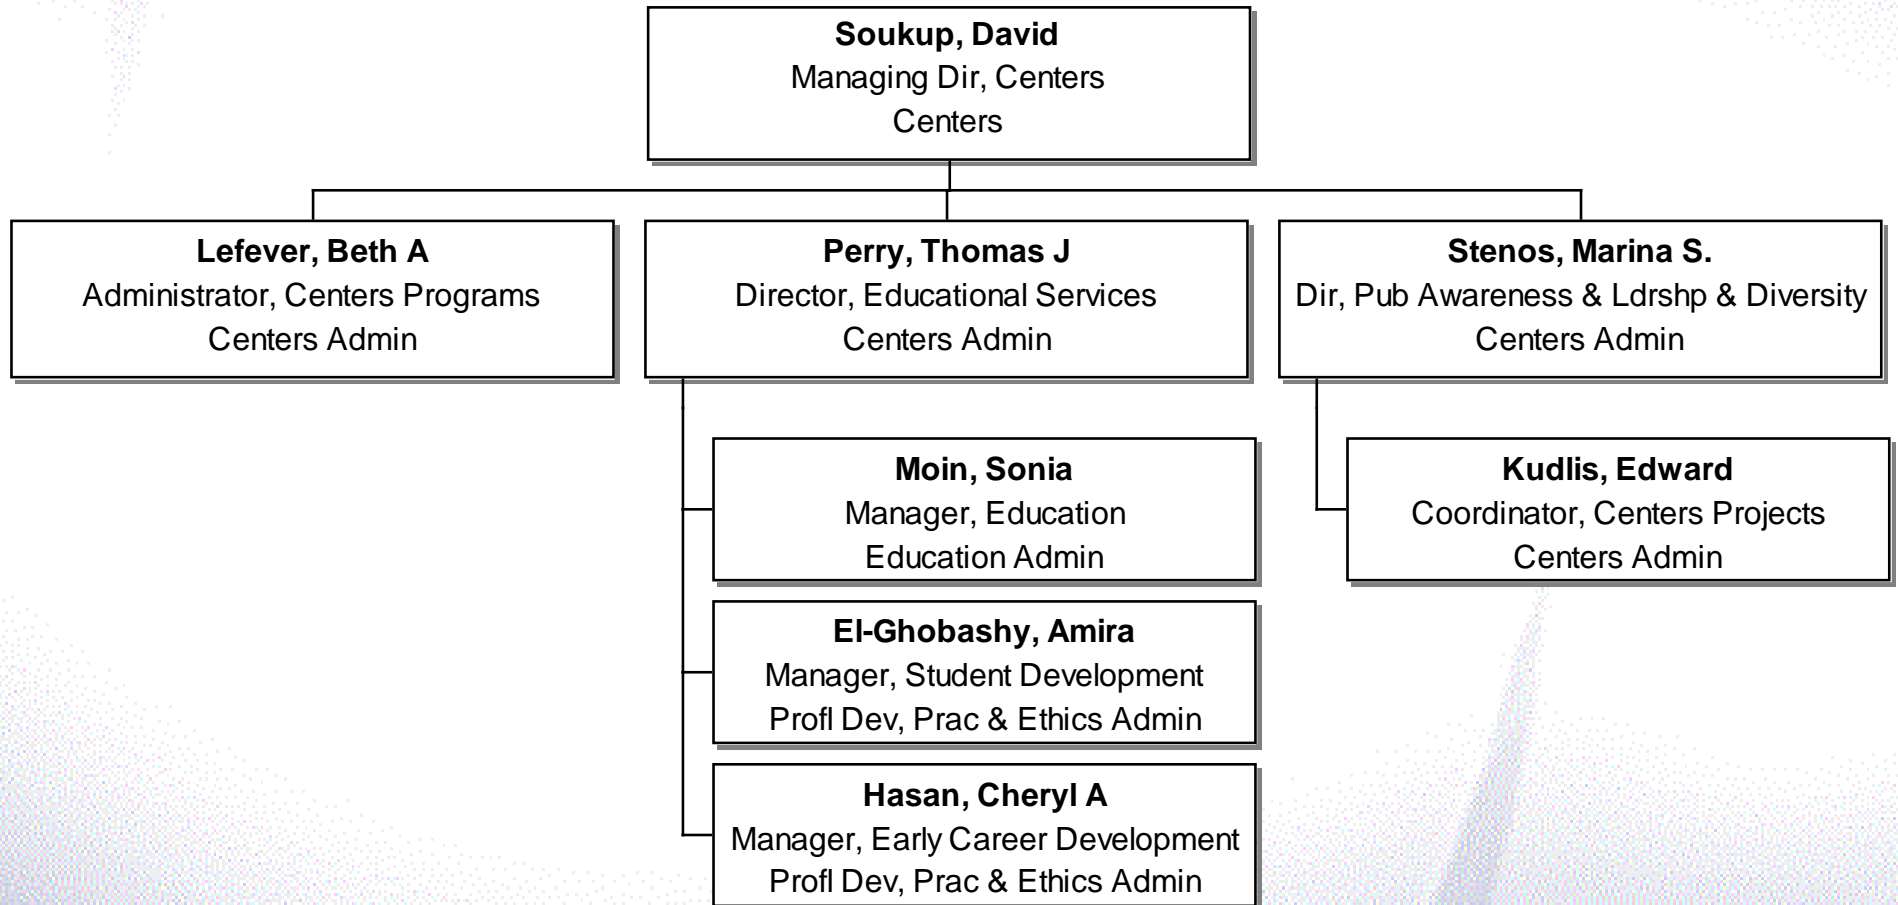 Soukup, David
Managing Dir, Centers
Centers
Lefever, Beth A
Administrator, Centers Programs
Centers Admin
Perry, Thomas J
Director, Educational Services
Centers Admin
Stenos, Marina S.
Dir, Pub Awareness & Ldrshp & Diversity
Centers Admin
Moin, Sonia
Manager, Education
Education Admin
El-Ghobashy, Amira
Manager, Student Development
Profl Dev, Prac & Ethics Admin
Hasan, Cheryl A
Manager, Early Career Development
Profl Dev, Prac & Ethics Admin
Kudlis, Edward
Coordinator, Centers Projects
Centers Admin